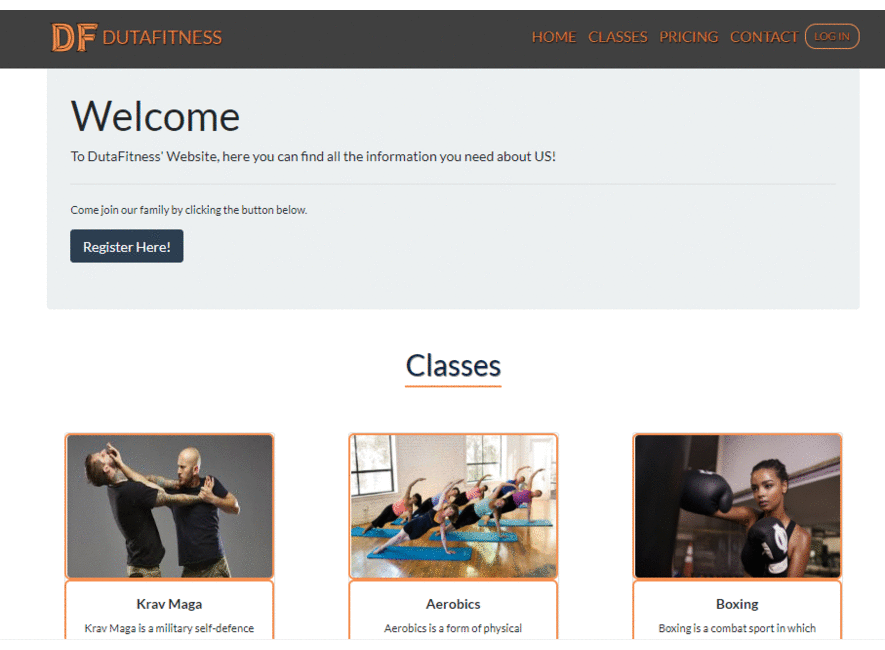 DF DUTAFITNESS HOME CLASSES PRICING CONTACT LOG IN
Welcome
To DutaFitness' Website, here you can find all the information you need about US!
Come join our family by clicking the button below.
Register Here!
Classes
Krav Maga
Krav Maga is a military self-defence
Aerobics
Aerobics is a form of physical
Boxing
Boxing is a combat sport in which